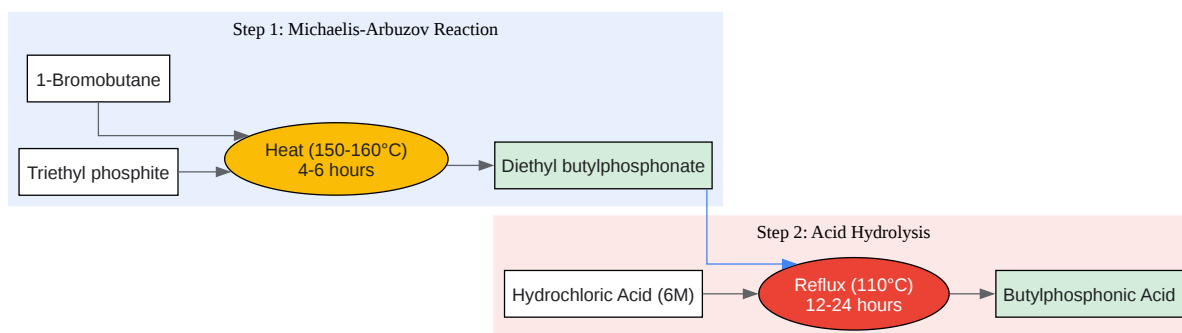 Step 1: Michaelis-Arbuzov Reaction
1-Bromobutane
Triethyl phosphite
Heat (150-160°C)
4-6 hours
Diethyl butylphosphonate
Step 2: Acid Hydrolysis
Hydrochloric Acid (6M)
Reflux (110°C)
12-24 hours
Butylphosphonic Acid